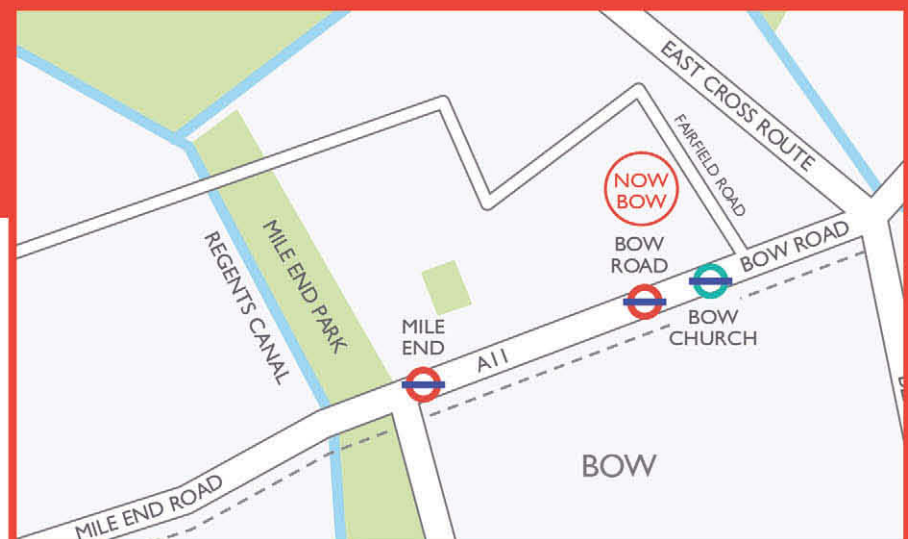 EAST CROSS ROUTE
FAIRFIELD ROAD
NOW
BOW
BOW
ROAD
BOW ROAD
REGENTS CANAL
MILE END PARK
MILE
END
A11
BOW
CHURCH
BOW
MILE END ROAD